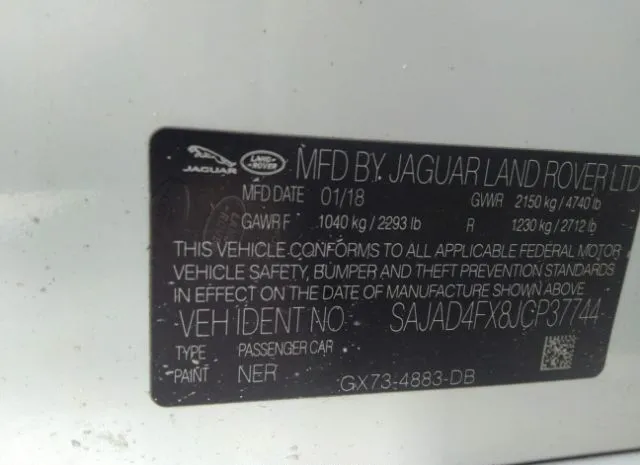 JAGUAR LAND ROVER MFD BY JAGUAR LAND ROVER LTD
MFD DATE 01/18 GVWR 2150 kg / 4740 lb
GAWR F 1040 kg / 2293 lb R 1230 kg / 2712 lb
THIS VEHICLE CONFORMS TO ALL APPLICABLE FEDERAL MOTOR
VEHICLE SAFETY, BUMPER AND THEFT PREVENTION STANDARDS
IN EFFECT ON THE DATE OF MANUFACTURE SHOWN ABOVE
VEH IDENT NO SAJAD4FX8JCP37744
TYPE PASSENGER CAR
PAINT NER
GX73-4883-DB